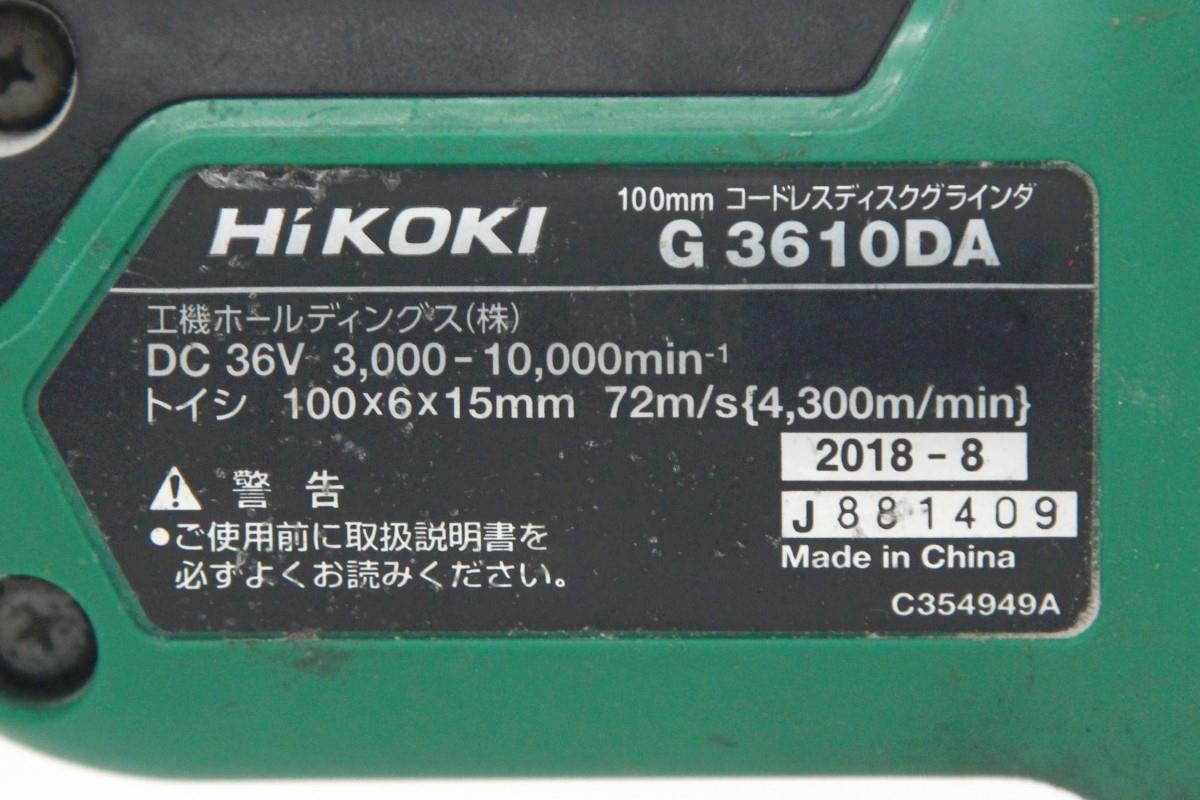 HiKOKI
100mm コードレスディスクグラインダ
G 3610DA
工機ホールディングス(株)
DC 36V 3,000-10,000min-1
トイシ 100×6×15mm 72m/s{4,300m/min}
2018-8
J881409
Made in China
C354949A
警告
●ご使用前に取扱説明書を
必ずよくお読みください。